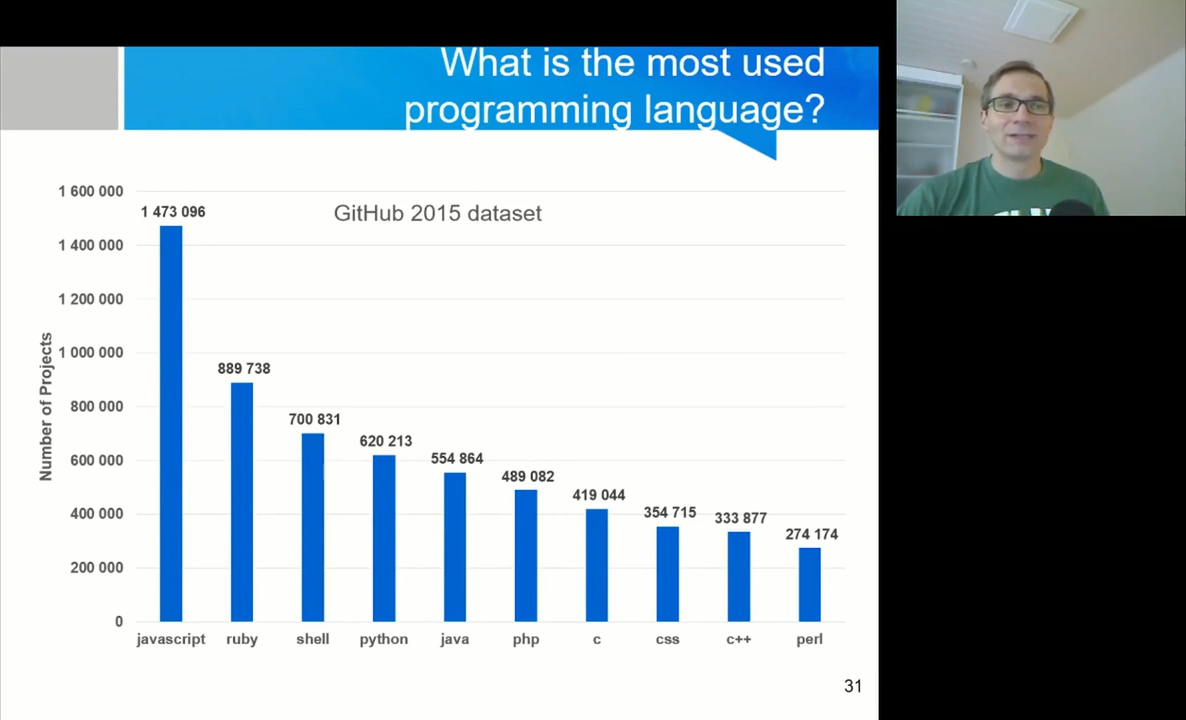 What is the most used
programming language?
GitHub 2015 dataset
Number of Projects
1 600 000
1 400 000
1 200 000
1 000 000
800 000
600 000
400 000
200 000
0
1 473 096
889 738
700 831
620 213
554 864
489 082
419 044
354 715
333 877
274 174
javascript
ruby
shell
python
java
php
c
css
c++
perl
31